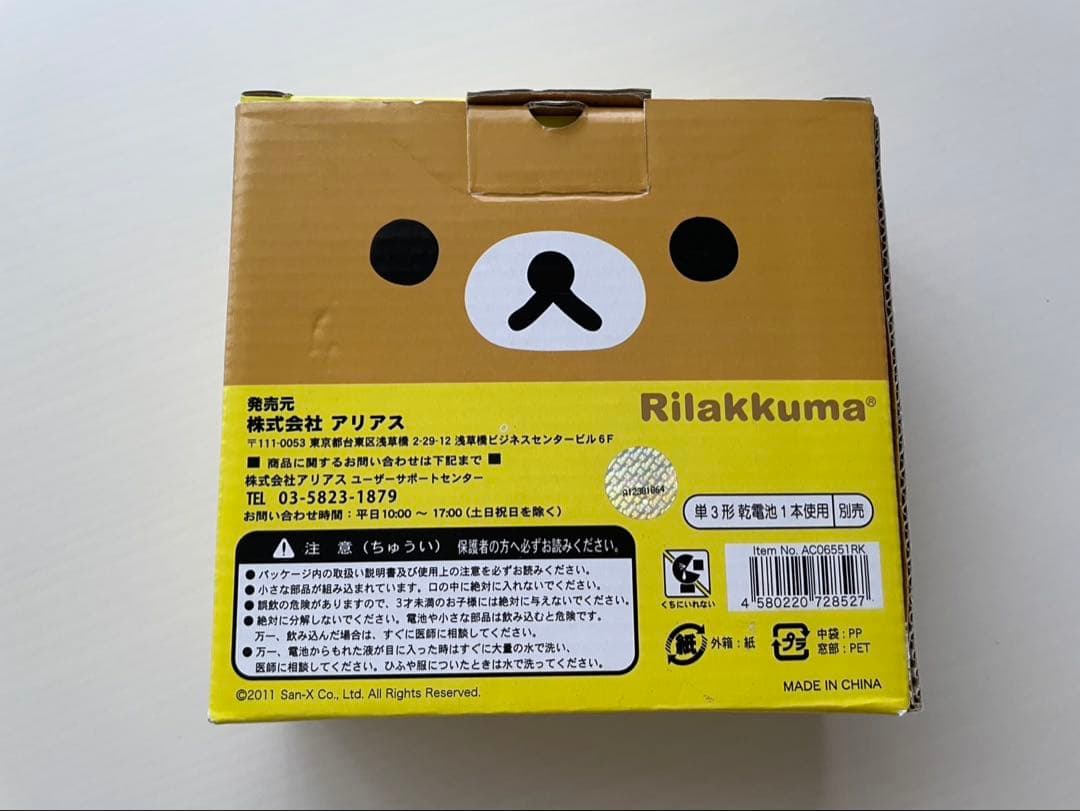 発売元
株式会社 アリアス
〒111-0053 東京都台東区浅草橋 2-29-12 浅草橋ビジネスセンタービル 6F
■ 商品に関するお問い合わせは下記まで ■
株式会社アリアス ユーザーサポートセンター
TEL 03-5823-1879
お問い合わせ時間：平日10:00 ～ 17:00 (土日祝日を除く)
Rilakkuma®
単3形 乾電池1本使用 別売
注 意 (ちゅうい) 保護者の方へ必ずお読みください。
●パッケージ内の取扱い説明書及び使用上の注意を必ずお読みください。
●小さな部品が組み込まれています。口の中に絶対に入れないでください。
●誤飲の危険がありますので、3才未満のお子様には絶対に与えないでください。
●絶対に分解しないでください。電池や小さな部品は飲み込むと危険です。
万一、飲み込んだ場合は、すぐに医師に相談してください。
●万一、電池からもれた液が目に入った時はすぐに大量の水で洗い、
医師に相談してください。ひふや服についたときは水で洗ってください。
くちにいれない
Item No. AC06551RK
4 580220 728527
紙 外箱：紙
プラ 中袋：PP
窓部：PET
©2011 San-X Co., Ltd. All Rights Reserved.
MADE IN CHINA